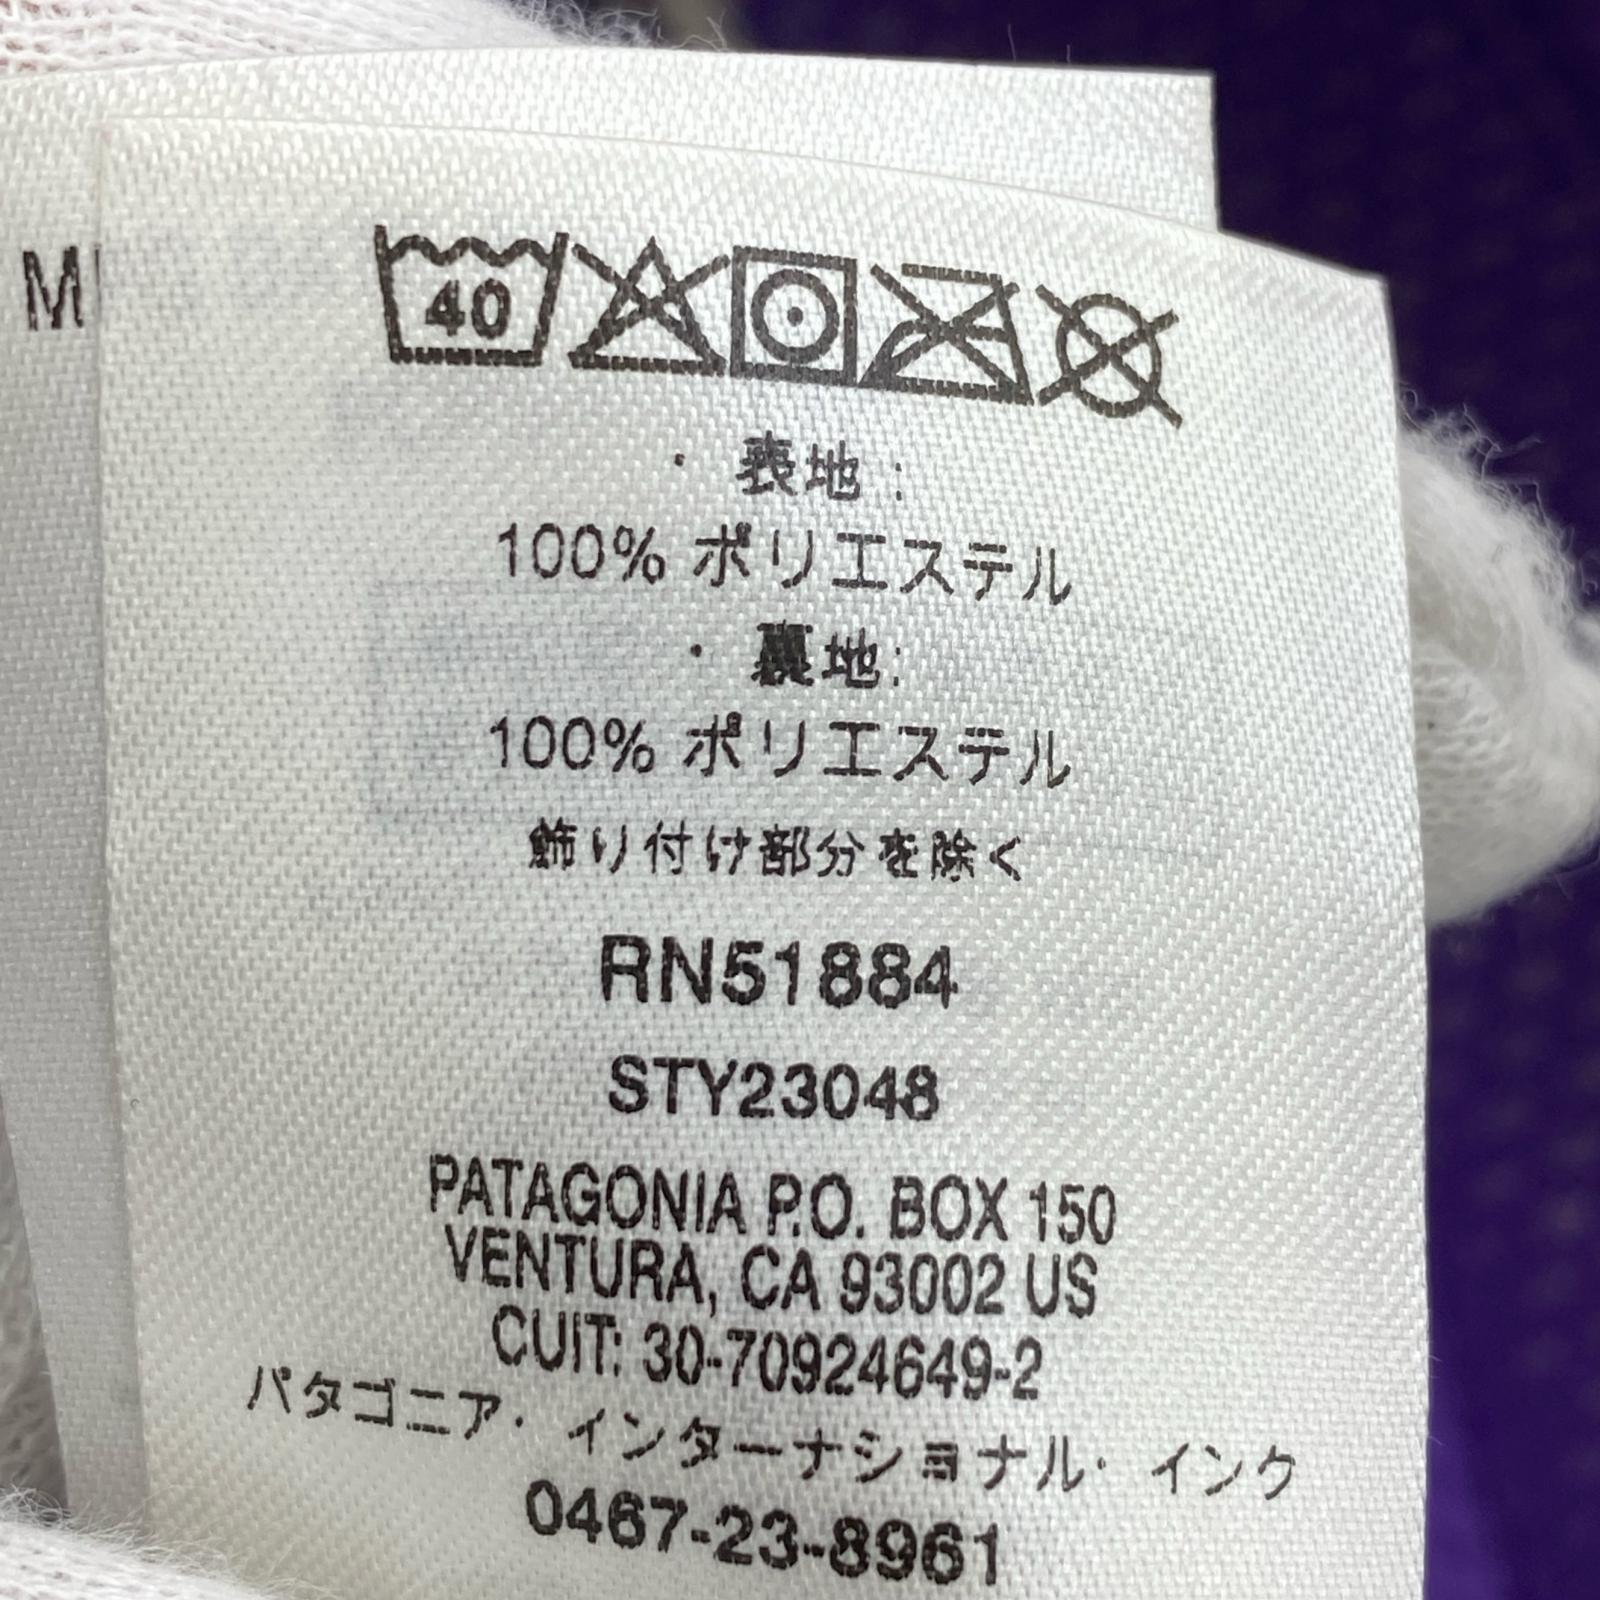 M
40
・表地:
100% ポリエステル
・裏地:
100% ポリエステル
飾り付け部分を除く
RN51884
STY23048
PATAGONIA P.O. BOX 150
VENTURA, CA 93002 US
CUIT: 30-70924649-2
パタゴニア・インターナショナル・インク
0467-23-8961